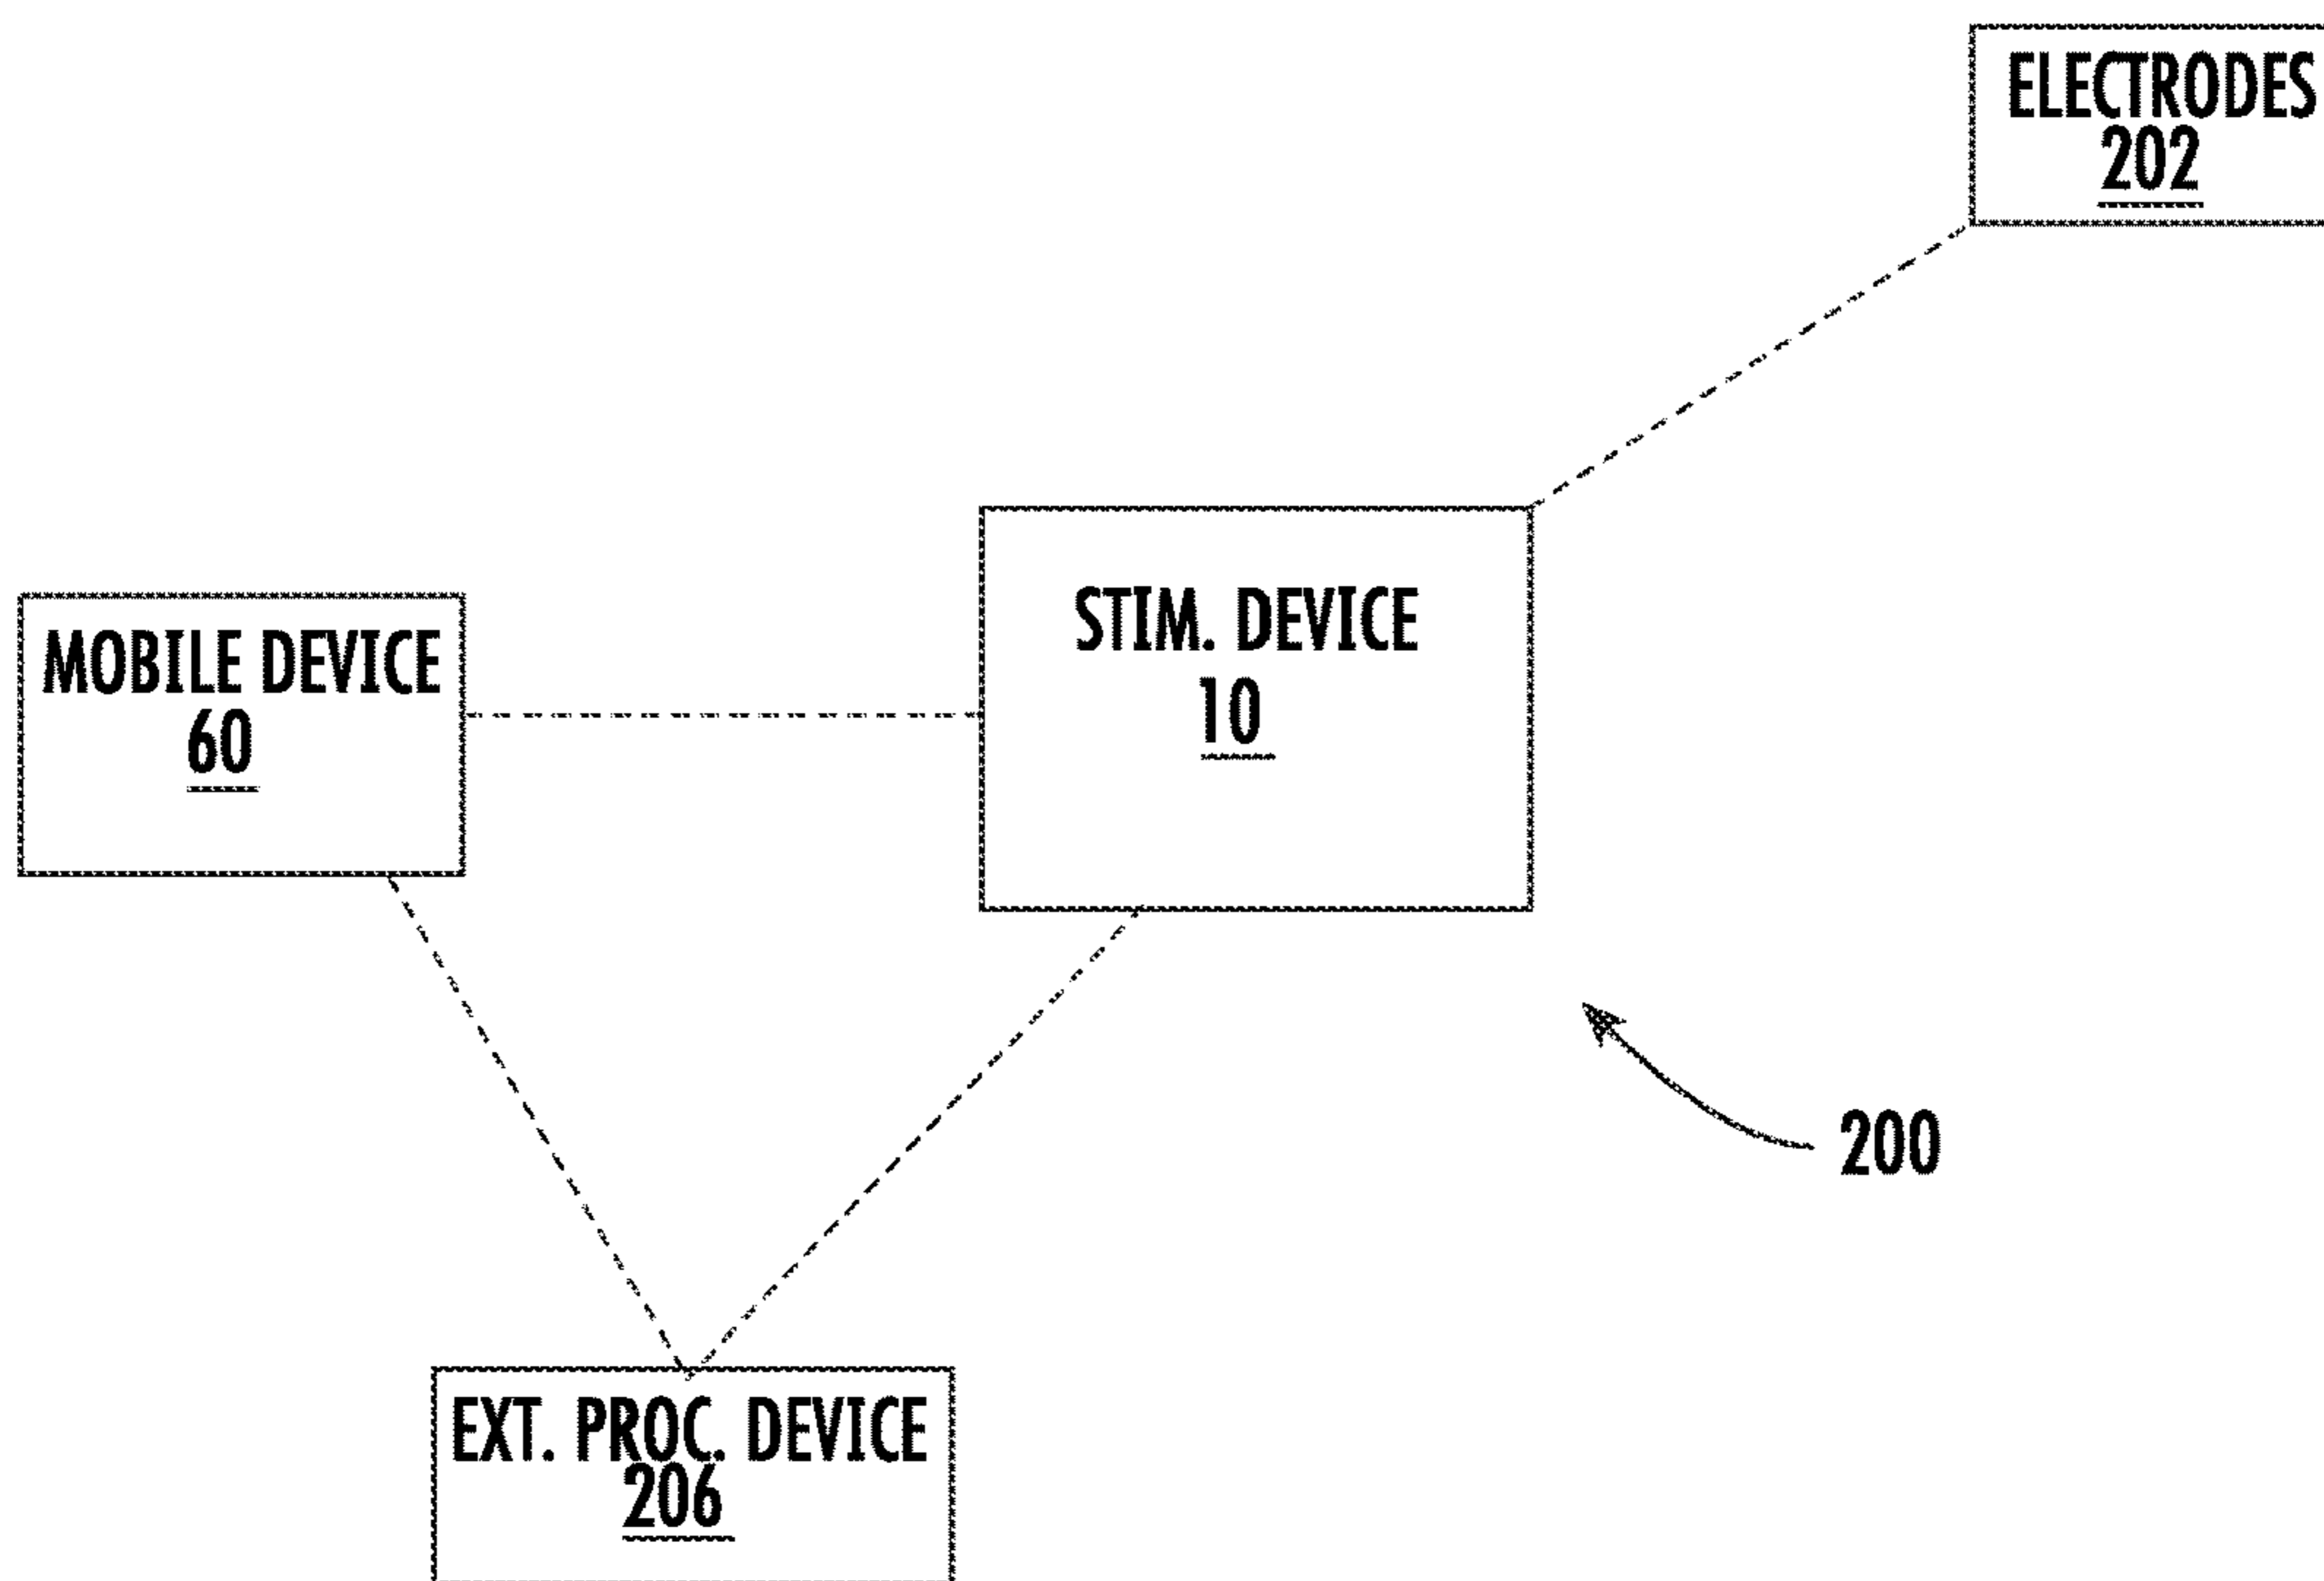 ELECTRODES
202
STIM. DEVICE
10
MOBILE DEVICE
60
200
EXT. PROC. DEVICE
206